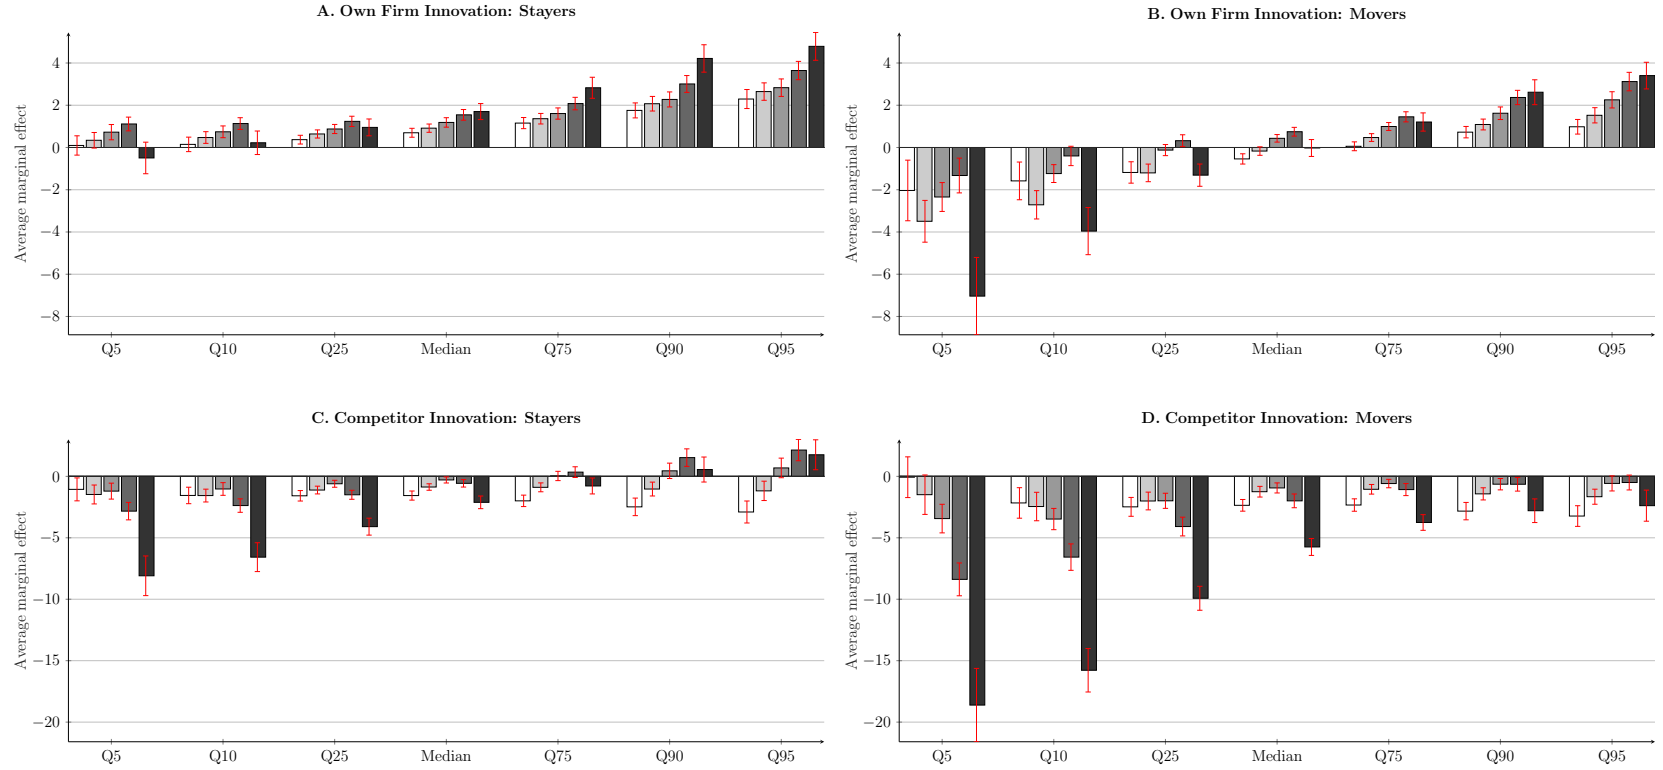 A. Own Firm Innovation: Stayers
Average marginal effect
4
2
0
−2
−4
−6
−8
Q5 Q10 Q25 Median Q75 Q90 Q95
B. Own Firm Innovation: Movers
Average marginal effect
4
2
0
−2
−4
−6
−8
Q5 Q10 Q25 Median Q75 Q90 Q95
C. Competitor Innovation: Stayers
Average marginal effect
0
−5
−10
−15
−20
Q5 Q10 Q25 Median Q75 Q90 Q95
D. Competitor Innovation: Movers
Average marginal effect
0
−5
−10
−15
−20
Q5 Q10 Q25 Median Q75 Q90 Q95